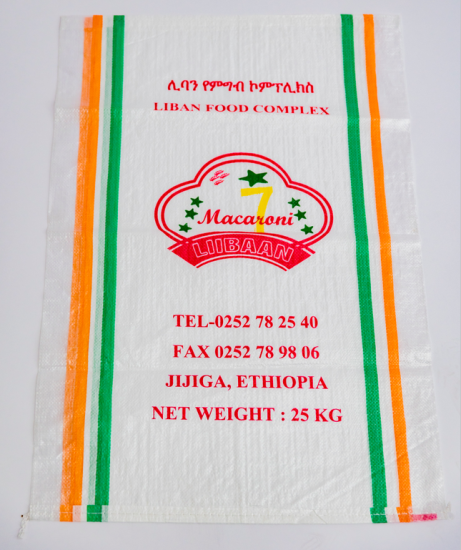 ሊባን የምግብ ኮምፕሊክስ
LIBAN FOOD COMPLEX
7
Macaroni
LIIBAAN
TEL-0252 78 25 40
FAX 0252 78 98 06
JIJIGA, ETHIOPIA
NET WEIGHT : 25 KG